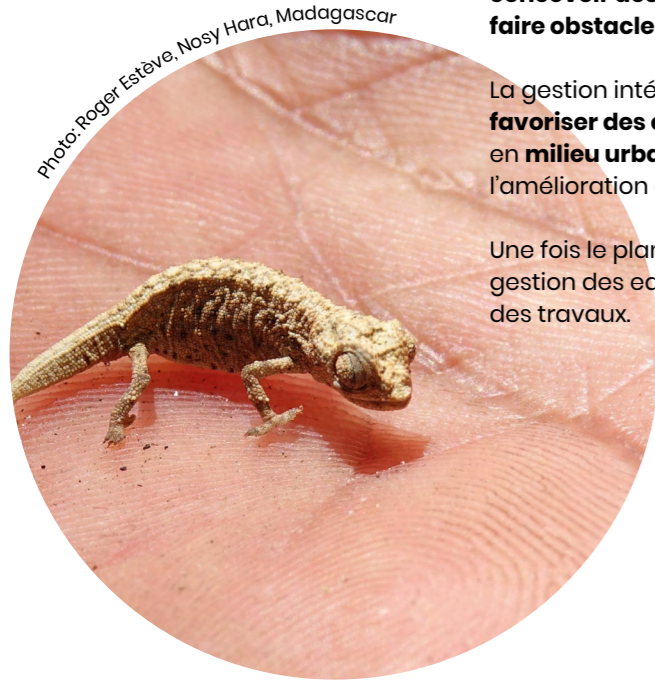 Photo: Roger Estève, Nosy Hara, Madagascar
faire obstacle
La gestion inté
favoriser des
en milieu urba
l’amélioration
Une fois le plan
gestion des ea
des travaux.